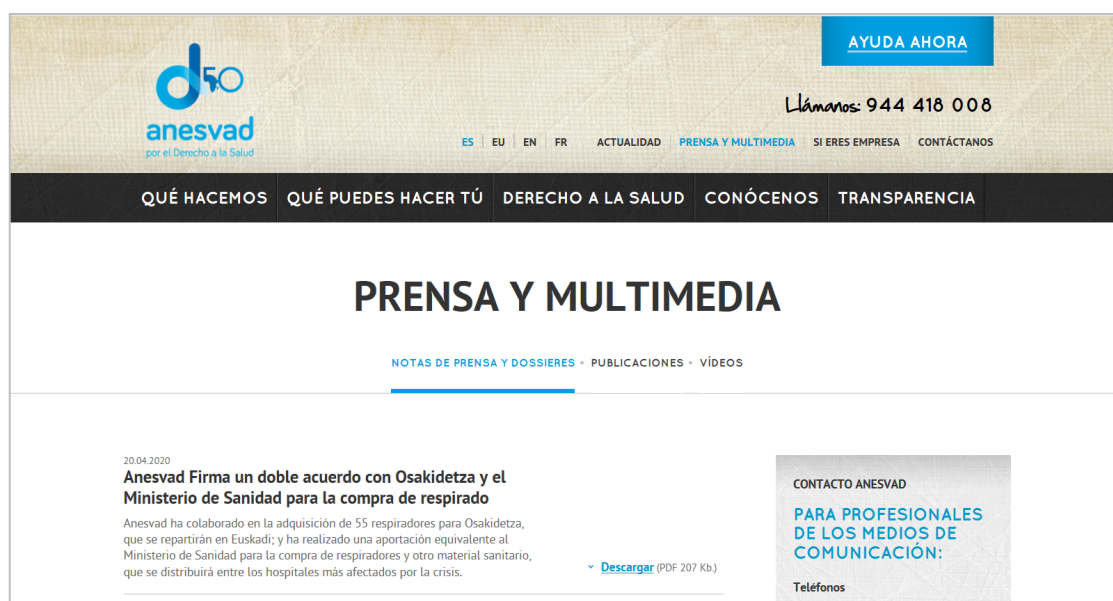 AYUDA AHORA
50
anesvad
por el Derecho a la Salud
Llámanos: 944 418 008
ES EU EN FR ACTUALIDAD PRENSA Y MULTIMEDIA SI ERES EMPRESA CONTÁCTANOS
QUÉ HACEMOS QUÉ PUEDES HACER TÚ DERECHO A LA SALUD CONÓCENOS TRANSPARENCIA
PRENSA Y MULTIMEDIA
NOTAS DE PRENSA Y DOSSIERES PUBLICACIONES VÍDEOS
20.04.2020
Anesvad Firma un doble acuerdo con Osakidetza y el
Ministerio de Sanidad para la compra de respirado
Anesvad ha colaborado en la adquisición de 55 respiradores para Osakidetza,
que se repartirán en Euskadi; y ha realizado una aportación equivalente al
Ministerio de Sanidad para la compra de respiradores y otro material sanitario,
que se distribuirá entre los hospitales más afectados por la crisis.
Descargar (PDF 207 Kb.)
CONTACTO ANESVAD
PARA PROFESIONALES
DE LOS MEDIOS DE
COMUNICACIÓN:
Teléfonos